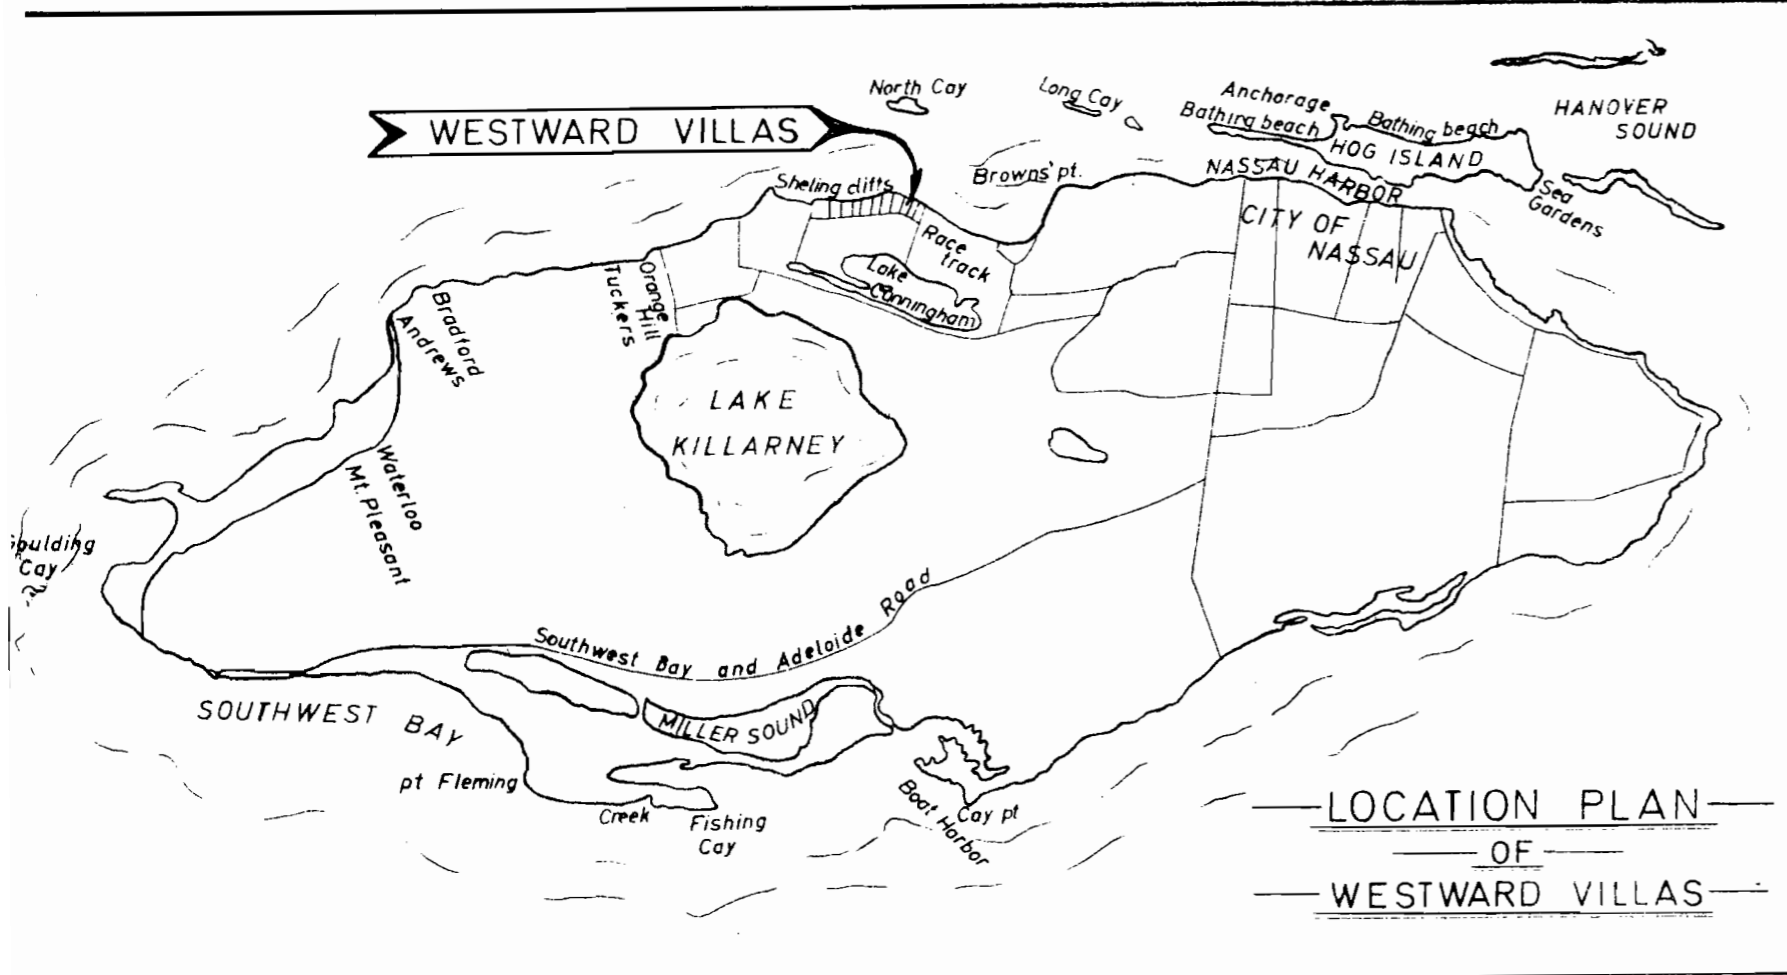 North Cay
Long Cay
Anchorage
Bathing beach
Bathing beach
HANOVER
SOUND
WESTWARD VILLAS
HOG ISLAND
Sheling cliffs
Browns' pt.
NASSAU HARBOR
Sea
Gardens
CITY OF
NASSAU
Race
track
Lake
Cunningham
Orange Hill
Tuckers
Bradford
Andrews
LAKE
KILLARNEY
Waterloo
Mt. Pleasant
Goulding
Cay
Southwest Bay and Adeloide Road
SOUTHWEST BAY
MILLER SOUND
pt Fleming
Creek
Fishing
Cay
Boat Harbor
Cay pt
LOCATION PLAN
OF
WESTWARD VILLAS